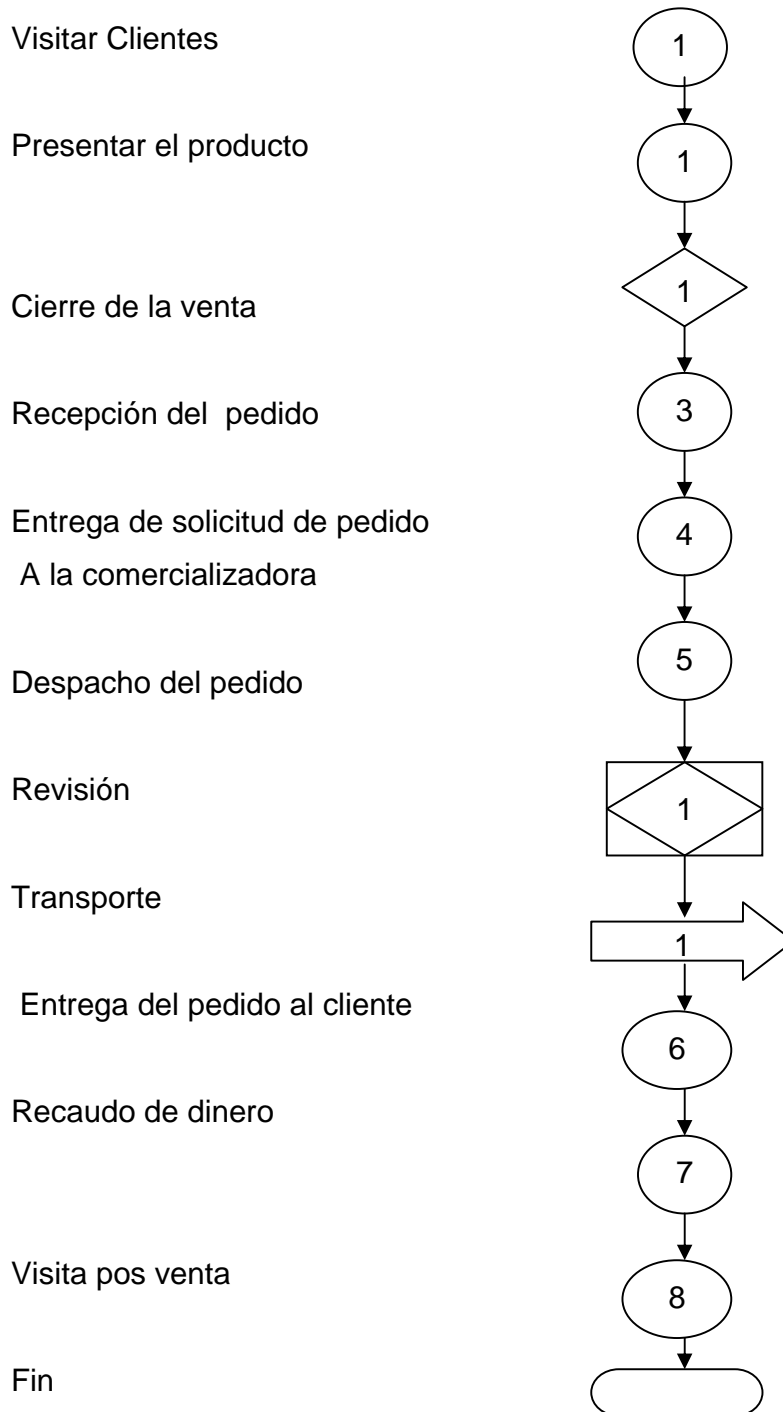 Visitar Clientes
1
Presentar el producto
1
Cierre de la venta
1
Recepción del  pedido
3
Entrega de solicitud de pedido
4
A la comercializadora
Despacho del pedido
5
Revisión
1
Transporte
1
Entrega del pedido al cliente
6
Recaudo de dinero
7
Visita pos venta
8
Fin